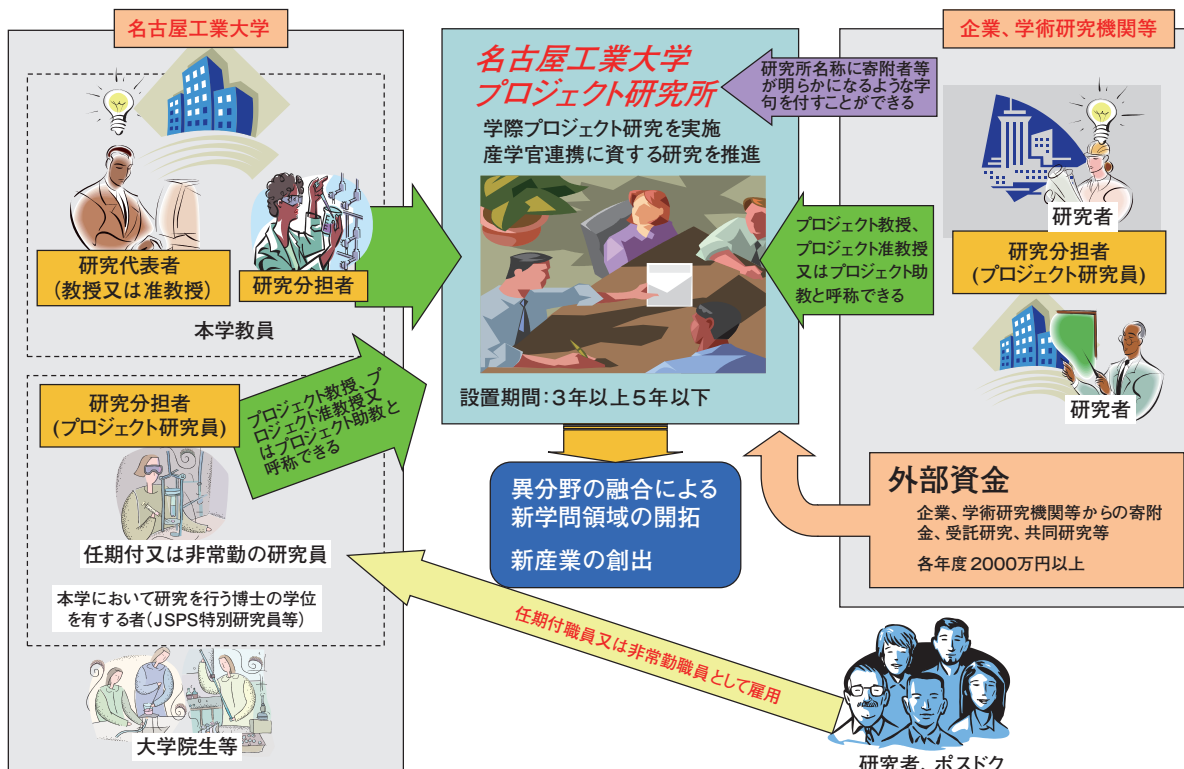 名古屋工業大学
研究代表者
(教授又は准教授)
研究分担者
本学教員
研究分担者
(プロジェクト研究員)
プロジェクト教授、プ
ロジェクト准教授又
はプロジェクト助教と
呼称できる
任期付又は非常勤の研究員
本学において研究を行う博士の学位
を有する者(JSPS特別研究員等)
大学院生等
名古屋工業大学
プロジェクト研究所
学際プロジェクト研究を実施
産学官連携に資する研究を推進
設置期間:3年以上5年以下
異分野の融合による
新学問領域の開拓
新産業の創出
企業、学術研究機関等
研究所名称に寄附者等
が明らかになるような字
句を付すことができる
研究者
プロジェクト教授、
プロジェクト准教授
又はプロジェクト助
教と呼称できる
研究分担者
(プロジェクト研究員)
研究者
外部資金
企業、学術研究機関等からの寄附
金、受託研究、共同研究等
各年度2000万円以上
任期付職員又は非常勤職員として雇用
研究者、ポスドク